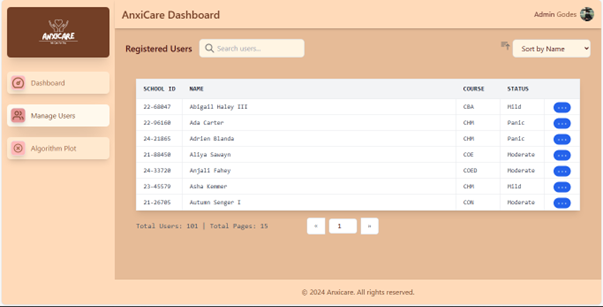 AnxiCare Dashboard
Admin Godes
ANXICARE
Registered Users
Search users...
Sort by Name
Dashboard
Manage Users
Algorithm Plot
SCHOOL ID NAME COURSE STATUS
22-68047 Abigail Haley III CBA Mild ...
22-96160 Ada Carter CHM Panic ...
24-21865 Adrien Blanda CHM Panic ...
21-88450 Aliya Sawayn COE Moderate ...
24-33720 Anjali Fahey COED Moderate ...
23-45579 Asha Kemmer CHM Mild ...
21-26705 Autumn Senger I CON Moderate ...
Total Users: 101 | Total Pages: 15
« 1 »
© 2024 Anxicare. All rights reserved.